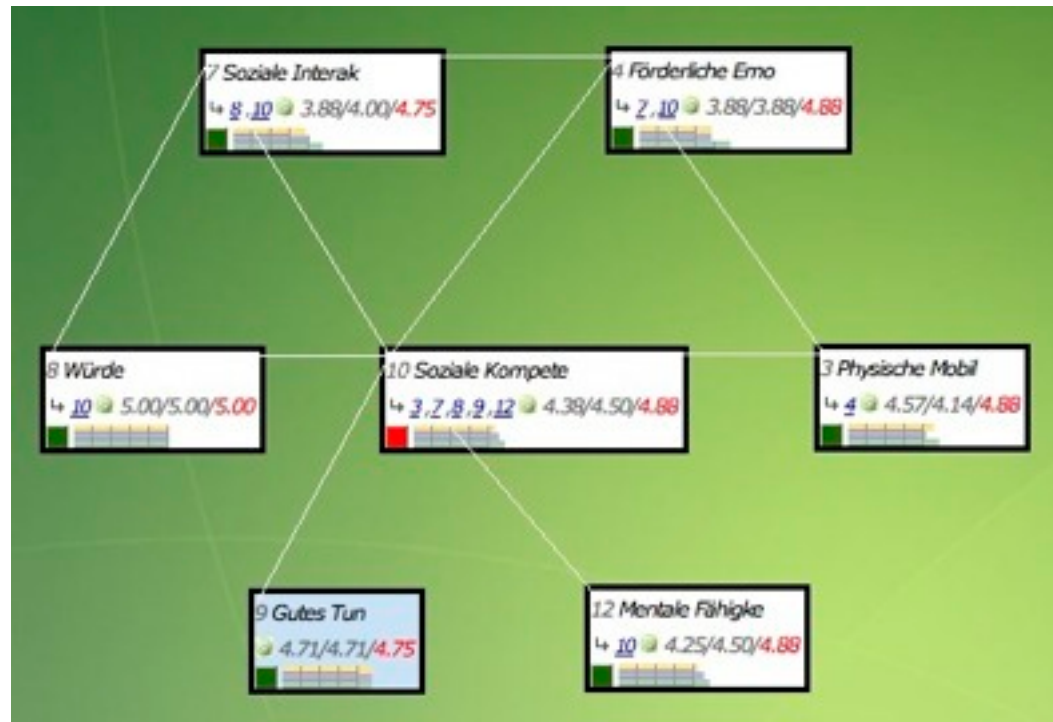 7 Soziale Interak
8 ,10 3.88/4.00/4.75
4 Förderliche Emo
7 ,10 3.88/3.88/4.88
8 Würde
10 5.00/5.00/5.00
10 Soziale Kompete
3 ,7 ,8 ,9 ,12 4.38/4.50/4.88
3 Physische Mobil
4 4.57/4.14/4.88
9 Gutes Tun
4.71/4.71/4.75
12 Mentale Fähigke
10 4.25/4.50/4.88